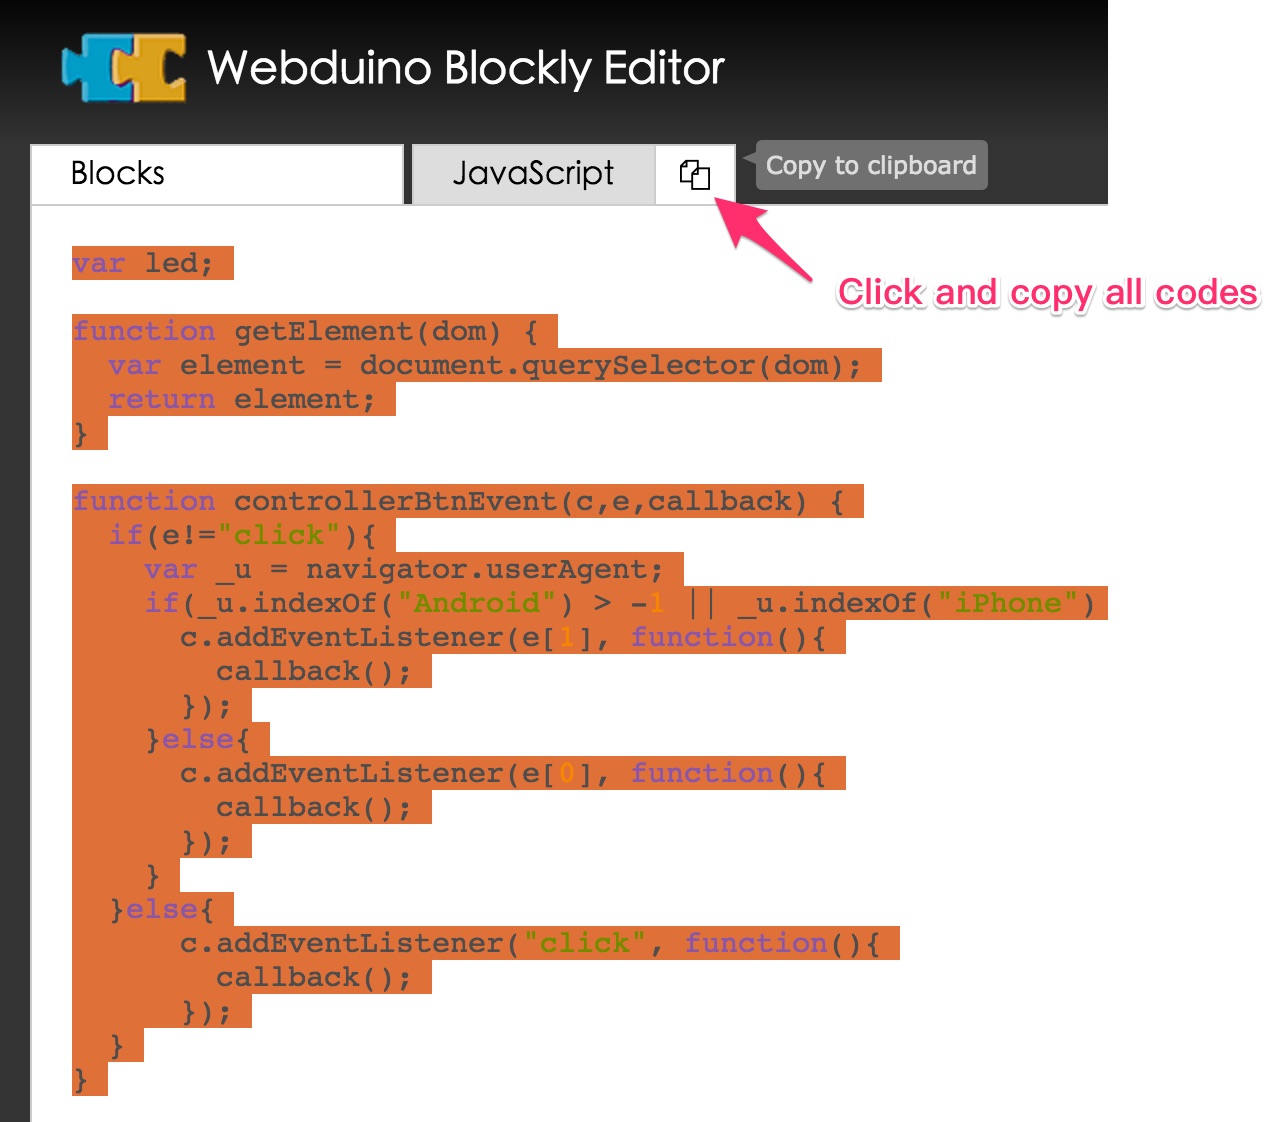 Webduino Blockly Editor
Blocks
JavaScript
Copy to clipboard
Click and copy all codes
var led;
function getElement(dom) {
  var element = document.querySelector(dom);
  return element;
}
function controllerBtnEvent(c,e,callback) {
  if(e!="click"){
    var _u = navigator.userAgent;
    if(_u.indexOf("Android") > -1 || _u.indexOf("iPhone")
      c.addEventListener(e[1], function(){
        callback();
      });
    }else{
      c.addEventListener(e[0], function(){
        callback();
      });
    }
  }else{
      c.addEventListener("click", function(){
        callback();
      });
  }
}